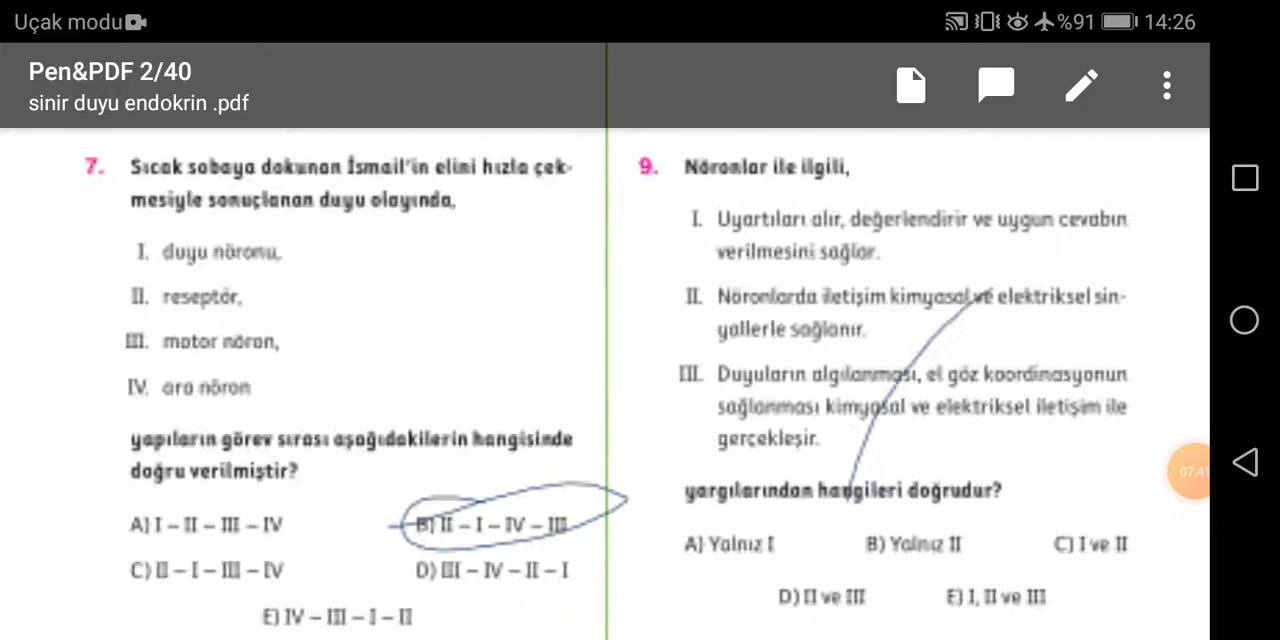 Uçak modu
%91 14:26
Pen&PDF 2/40
sinir duyu endokrin .pdf
7. Sıcak sobaya dokunan İsmail'in elini hızla çek-
mesiyle sonuçlanan duyu olayında,
I. duyu nöronu,
II. reseptör,
III. motor nöron,
IV. ara nöron
yapıların görev sırası aşağıdakilerin hangisinde
doğru verilmiştir?
A) I – II – III – IV
B) II – I – IV – III
C) II – I – III – IV
D) III – IV – II – I
E) IV – III – I – II
9. Nöronlar ile ilgili,
I. Uyartıları alır, değerlendirir ve uygun cevabın
verilmesini sağlar.
II. Nöronlarda iletişim kimyasal ve elektriksel sin-
yallerle sağlanır.
III. Duyuların algılanması, el göz koordinasyonun
sağlanması kimyasal ve elektriksel iletişim ile
gerçekleşir.
yargılarından hangileri doğrudur?
A) Yalnız I
B) Yalnız II
C) I ve II
D) II ve III
E) I, II ve III
07:41